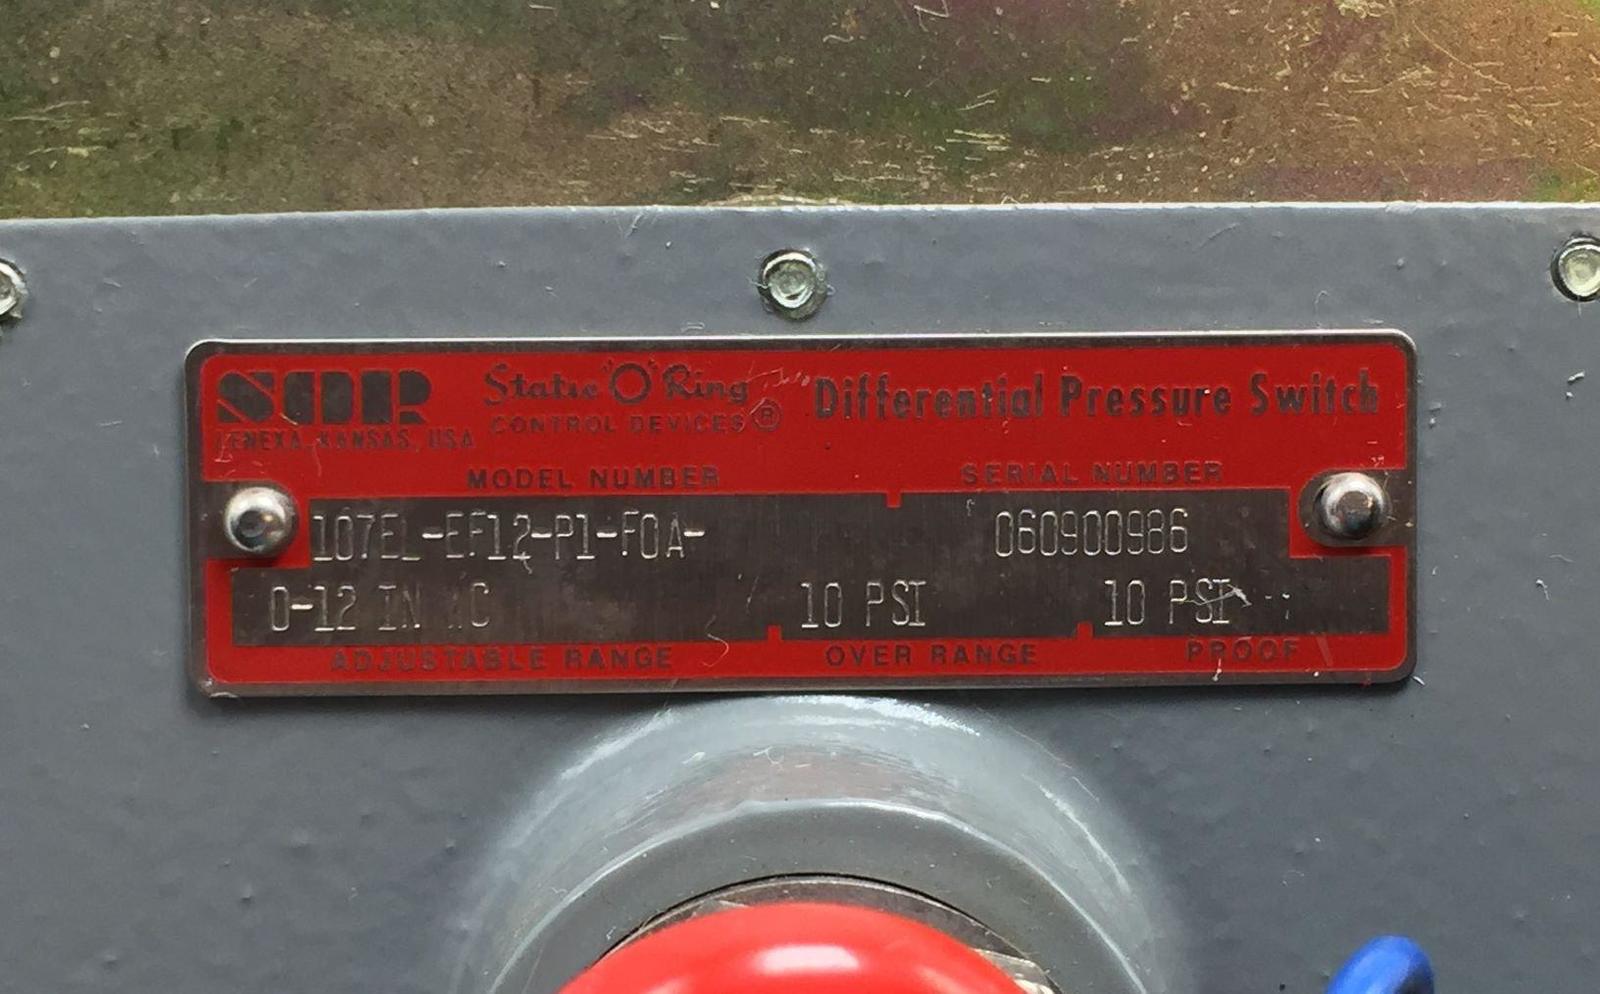 SOR Static "O" Ring Differential Pressure Switch
LENEXA, KANSAS, USA CONTROL DEVICES ®
MODEL NUMBER SERIAL NUMBER
107EL-EF12-P1-F0A- 060900986
0-12 IN WC 10 PSI 10 PSI
ADJUSTABLE RANGE OVER RANGE PROOF